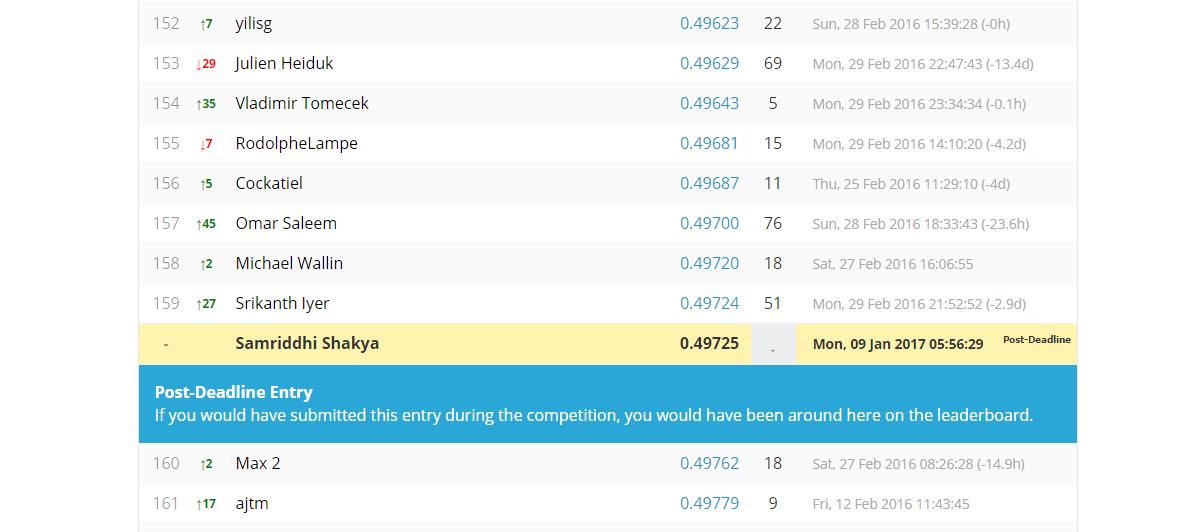 152 ↑7 yilisg 0.49623 22 Sun, 28 Feb 2016 15:39:28 (-0h)
153 ↓29 Julien Heiduk 0.49629 69 Mon, 29 Feb 2016 22:47:43 (-13.4d)
154 ↑35 Vladimir Tomecek 0.49643 5 Mon, 29 Feb 2016 23:34:34 (-0.1h)
155 ↓7 RodolpheLampe 0.49681 15 Mon, 29 Feb 2016 14:10:20 (-4.2d)
156 ↑5 Cockatiel 0.49687 11 Thu, 25 Feb 2016 11:29:10 (-4d)
157 ↑45 Omar Saleem 0.49700 76 Sun, 28 Feb 2016 18:33:43 (-23.6h)
158 ↑2 Michael Wallin 0.49720 18 Sat, 27 Feb 2016 16:06:55
159 ↑27 Srikanth Iyer 0.49724 51 Mon, 29 Feb 2016 21:52:52 (-2.9d)
- Samriddhi Shakya 0.49725 - Mon, 09 Jan 2017 05:56:29 Post-Deadline
Post-Deadline Entry
If you would have submitted this entry during the competition, you would have been around here on the leaderboard.
160 ↑2 Max 2 0.49762 18 Sat, 27 Feb 2016 08:26:28 (-14.9h)
161 ↑17 ajtm 0.49779 9 Fri, 12 Feb 2016 11:43:45